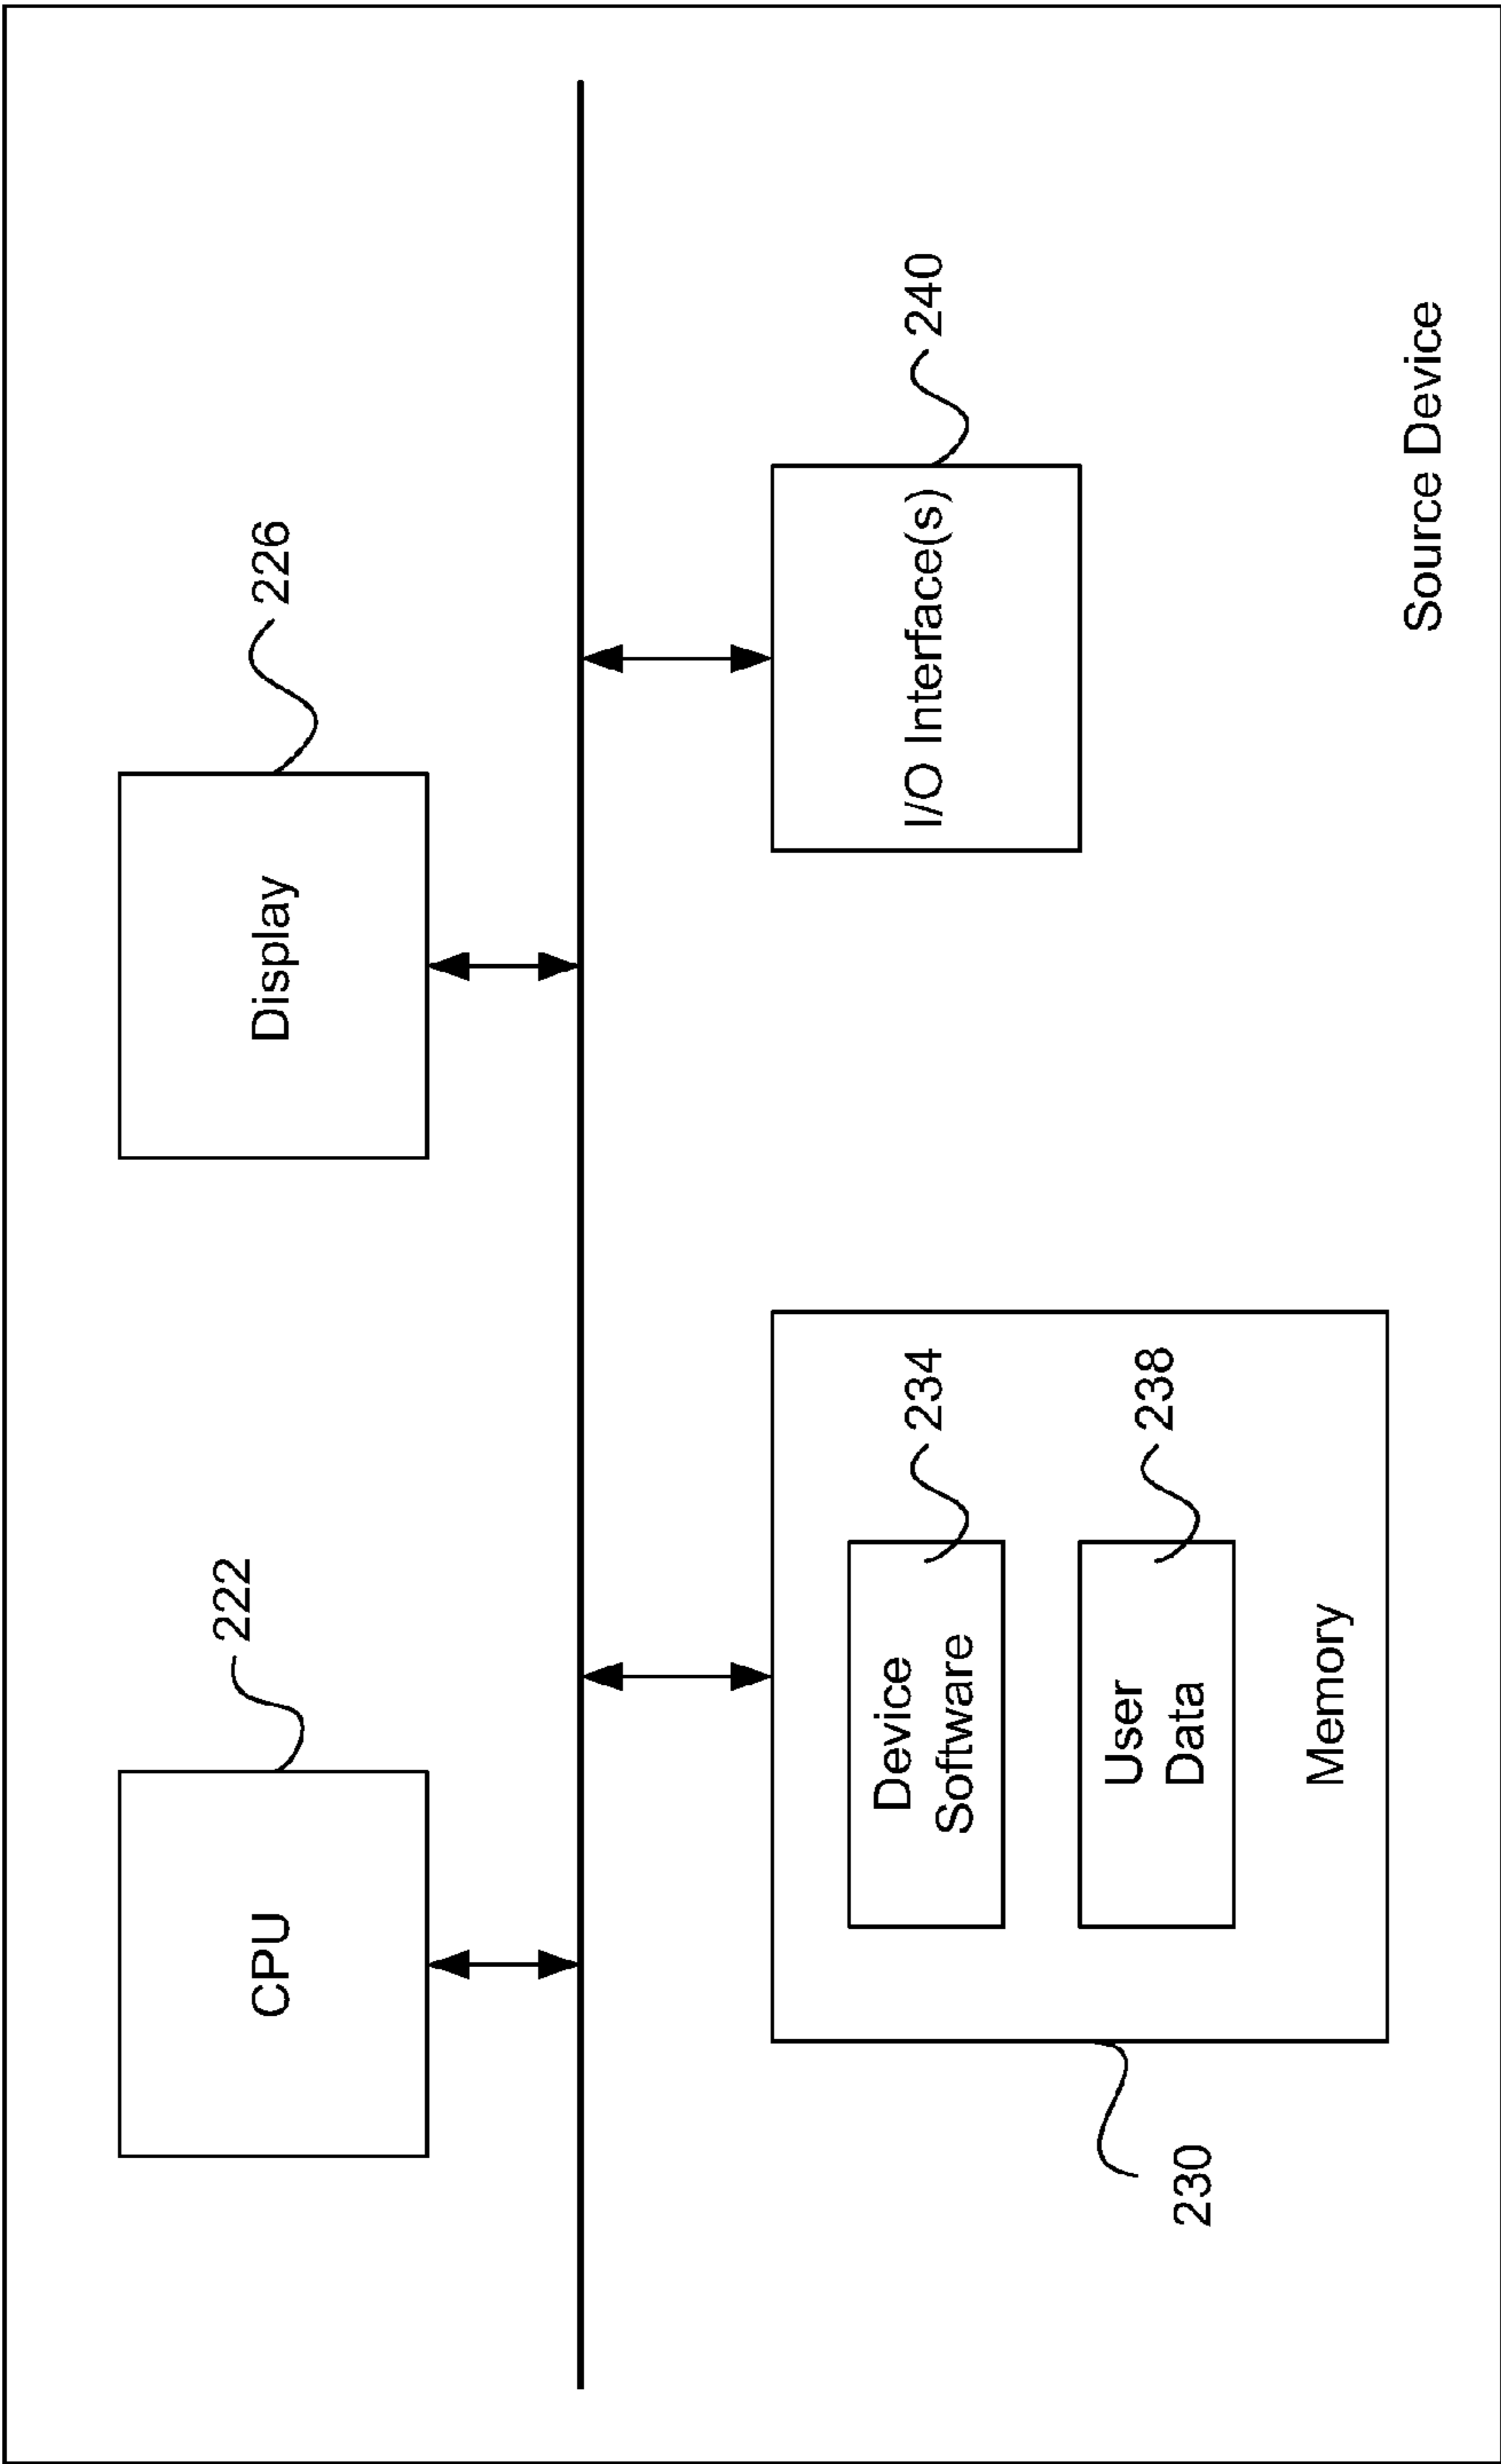 222
CPU
226
Display
230
234
Device
Software
238
User
Data
Memory
240
I/O Interface(s)
Source Device